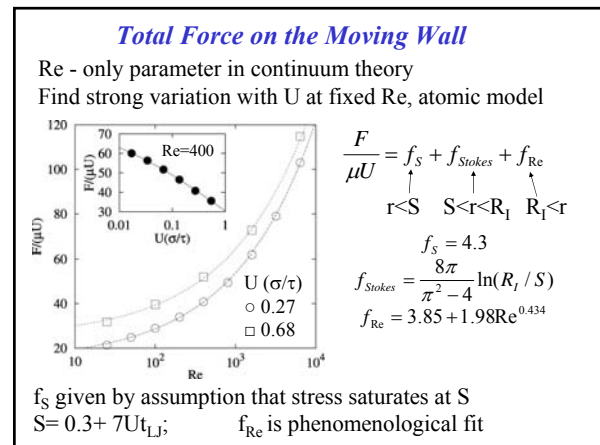 Total Force on the Moving Wall
Re - only parameter in continuum theory
Find strong variation with U at fixed Re, atomic model
120
100
80
60
40
20
F/(μU)
70
60
50
40
30
F/(μU)
Re=400
0.01 0.1 1
U(σ/τ)
U (σ/τ)
○ 0.27
□ 0.68
10 10² 10³ 10⁴
Re
F/μU = f_S + f_Stokes + f_Re
r<S S<r<R_I R_I<r
f_S = 4.3
f_Stokes = 8π/(π² − 4) ln(R_I / S)
f_Re = 3.85 + 1.98Re^0.434
f_S given by assumption that stress saturates at S
S= 0.3+ 7Ut_LJ; f_Re is phenomenological fit